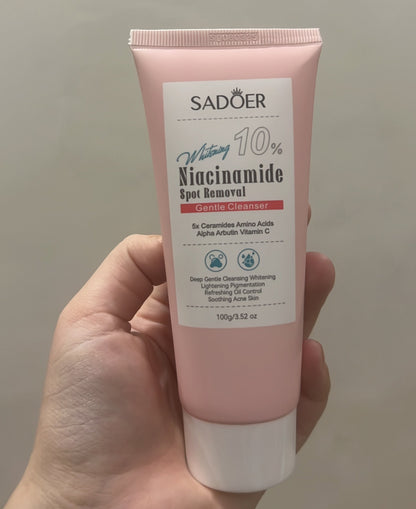 SADOER
Whitening 10%
Niacinamide
Spot Removal
Gentle Cleanser
5x Ceramides Amino Acids
Alpha Arbutin Vitamin C
Deep Gentle Cleansing Whitening
Lightening Pigmentation
Refreshing Oil Control
Soothing Acne Skin
100g/3.52 oz